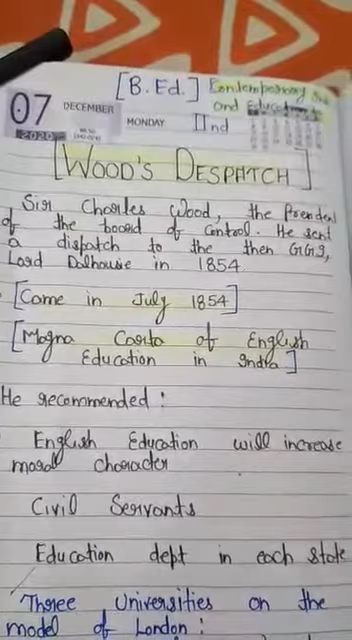 [B.Ed.] Contemporary
and Education
07 DECEMBER
2020 MONDAY IInd
[WOOD'S DESPATCH]
Sir Charles Wood, the
of the board of Control. He sent
a dispatch to the then GG,
Lord Dalhousie in 1854
[Came in July 1854]
[Magna Carta of English
Education in India]
He recommended:
English Education will increase
moral character
Civil Servants
Education dept in each state
Three Universities on the
model of London: